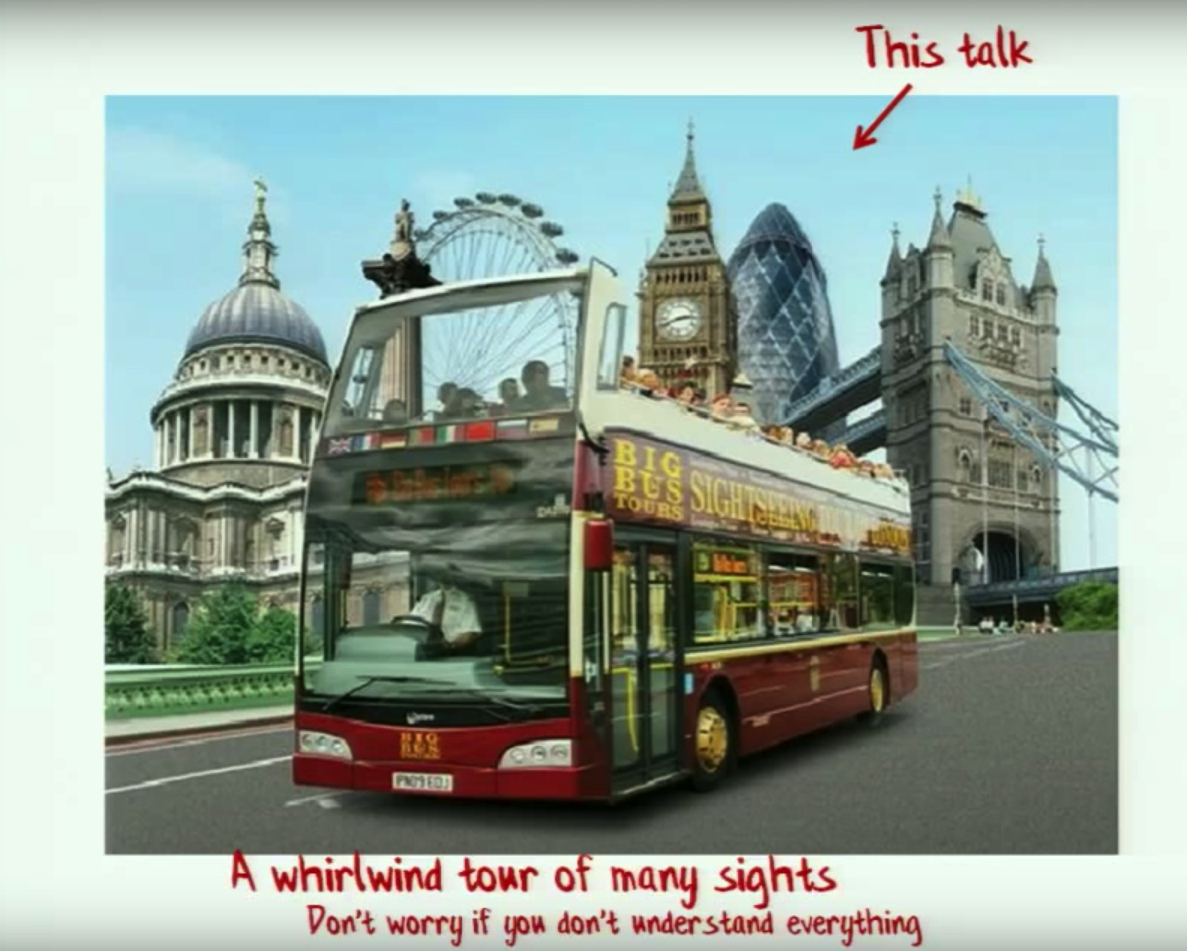 This talk
BIG
BUS
TOURS
SIGHTSEEING
LONDON
BIG
BUS
PN09 EOJ
A whirlwind tour of many sights
Don't worry if you don't understand everything